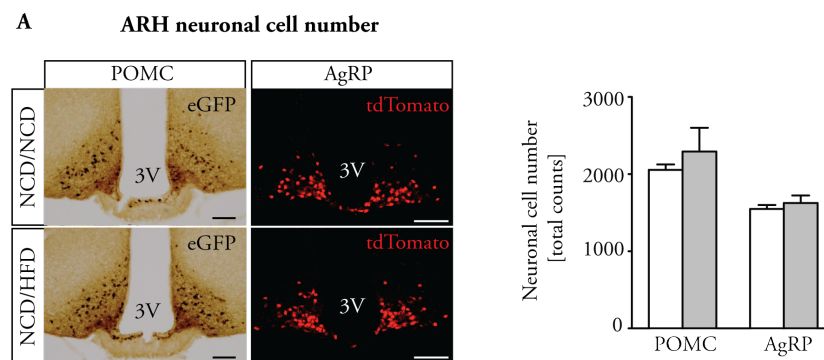 A
ARH neuronal cell number
POMC
AgRP
NCD/NCD
eGFP
3V
tdTomato
3V
NCD/HFD
eGFP
3V
tdTomato
3V
Neuronal cell number
[total counts]
3000
2000
1000
0
POMC
AgRP